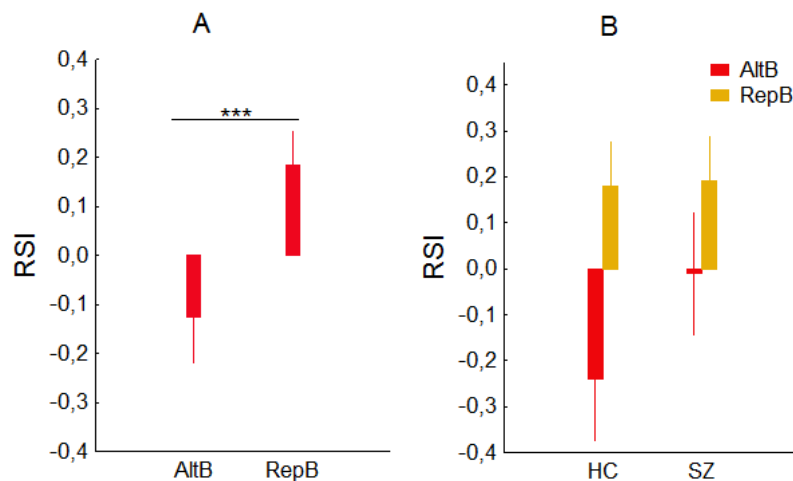 A
0,4
0,3
0,2
0,1
0,0
-0,1
-0,2
-0,3
-0,4
RSI
***
AltB RepB
B
AltB
RepB
0,4
0,3
0,2
0,1
0,0
-0,1
-0,2
-0,3
-0,4
RSI
HC SZ